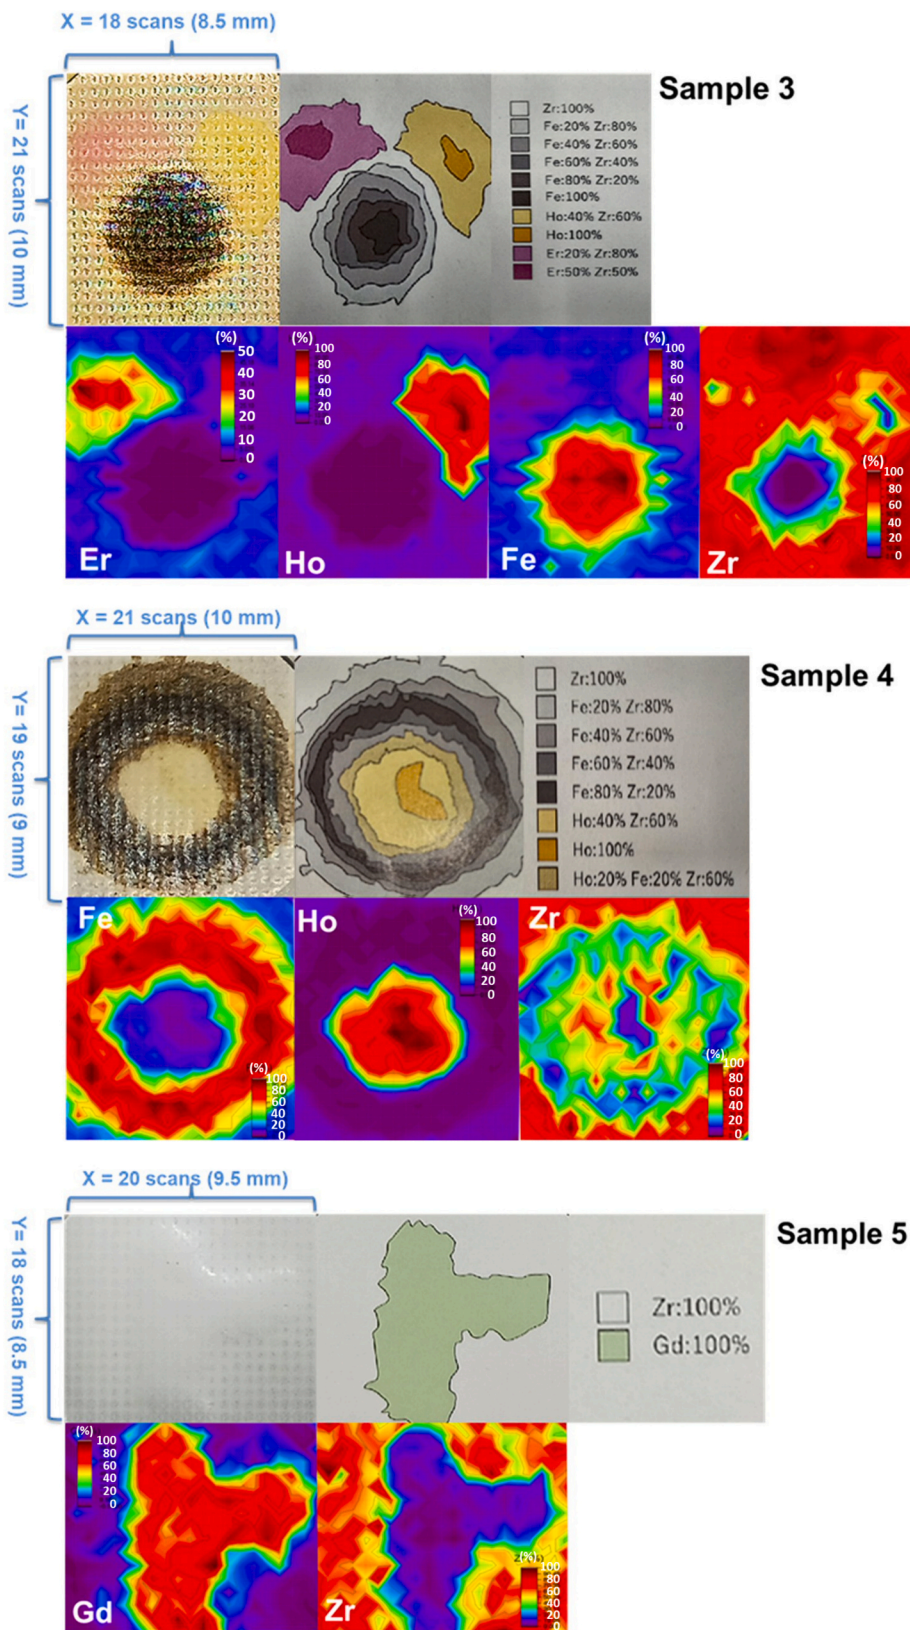 X = 18 scans (8.5 mm)
Y= 21 scans (10 mm)
Sample 3
Zr:100%
Fe:20% Zr:80%
Fe:40% Zr:60%
Fe:60% Zr:40%
Fe:80% Zr:20%
Fe:100%
Ho:40% Zr:60%
Ho:100%
Er:20% Zr:80%
Er:50% Zr:50%
(%)
50
40
30
20
10
0
Er
(%)
100
80
60
40
20
0
Ho
(%)
100
80
60
40
20
0
Fe
(%)
100
80
60
40
20
0
Zr
X = 21 scans (10 mm)
Y = 19 scans (9 mm)
Sample 4
Zr:100%
Fe:20% Zr:80%
Fe:40% Zr:60%
Fe:60% Zr:40%
Fe:80% Zr:20%
Ho:40% Zr:60%
Ho:100%
Ho:20% Fe:20% Zr:60%
Fe
(%)
100
80
60
40
20
0
Ho
(%)
100
80
60
40
20
0
Zr
(%)
100
80
60
40
20
0
X = 20 scans (9.5 mm)
Y= 18 scans (8.5 mm)
Sample 5
Zr:100%
Gd:100%
(%)
100
80
60
40
20
0
Gd
(%)
100
80
60
40
20
0
Zr